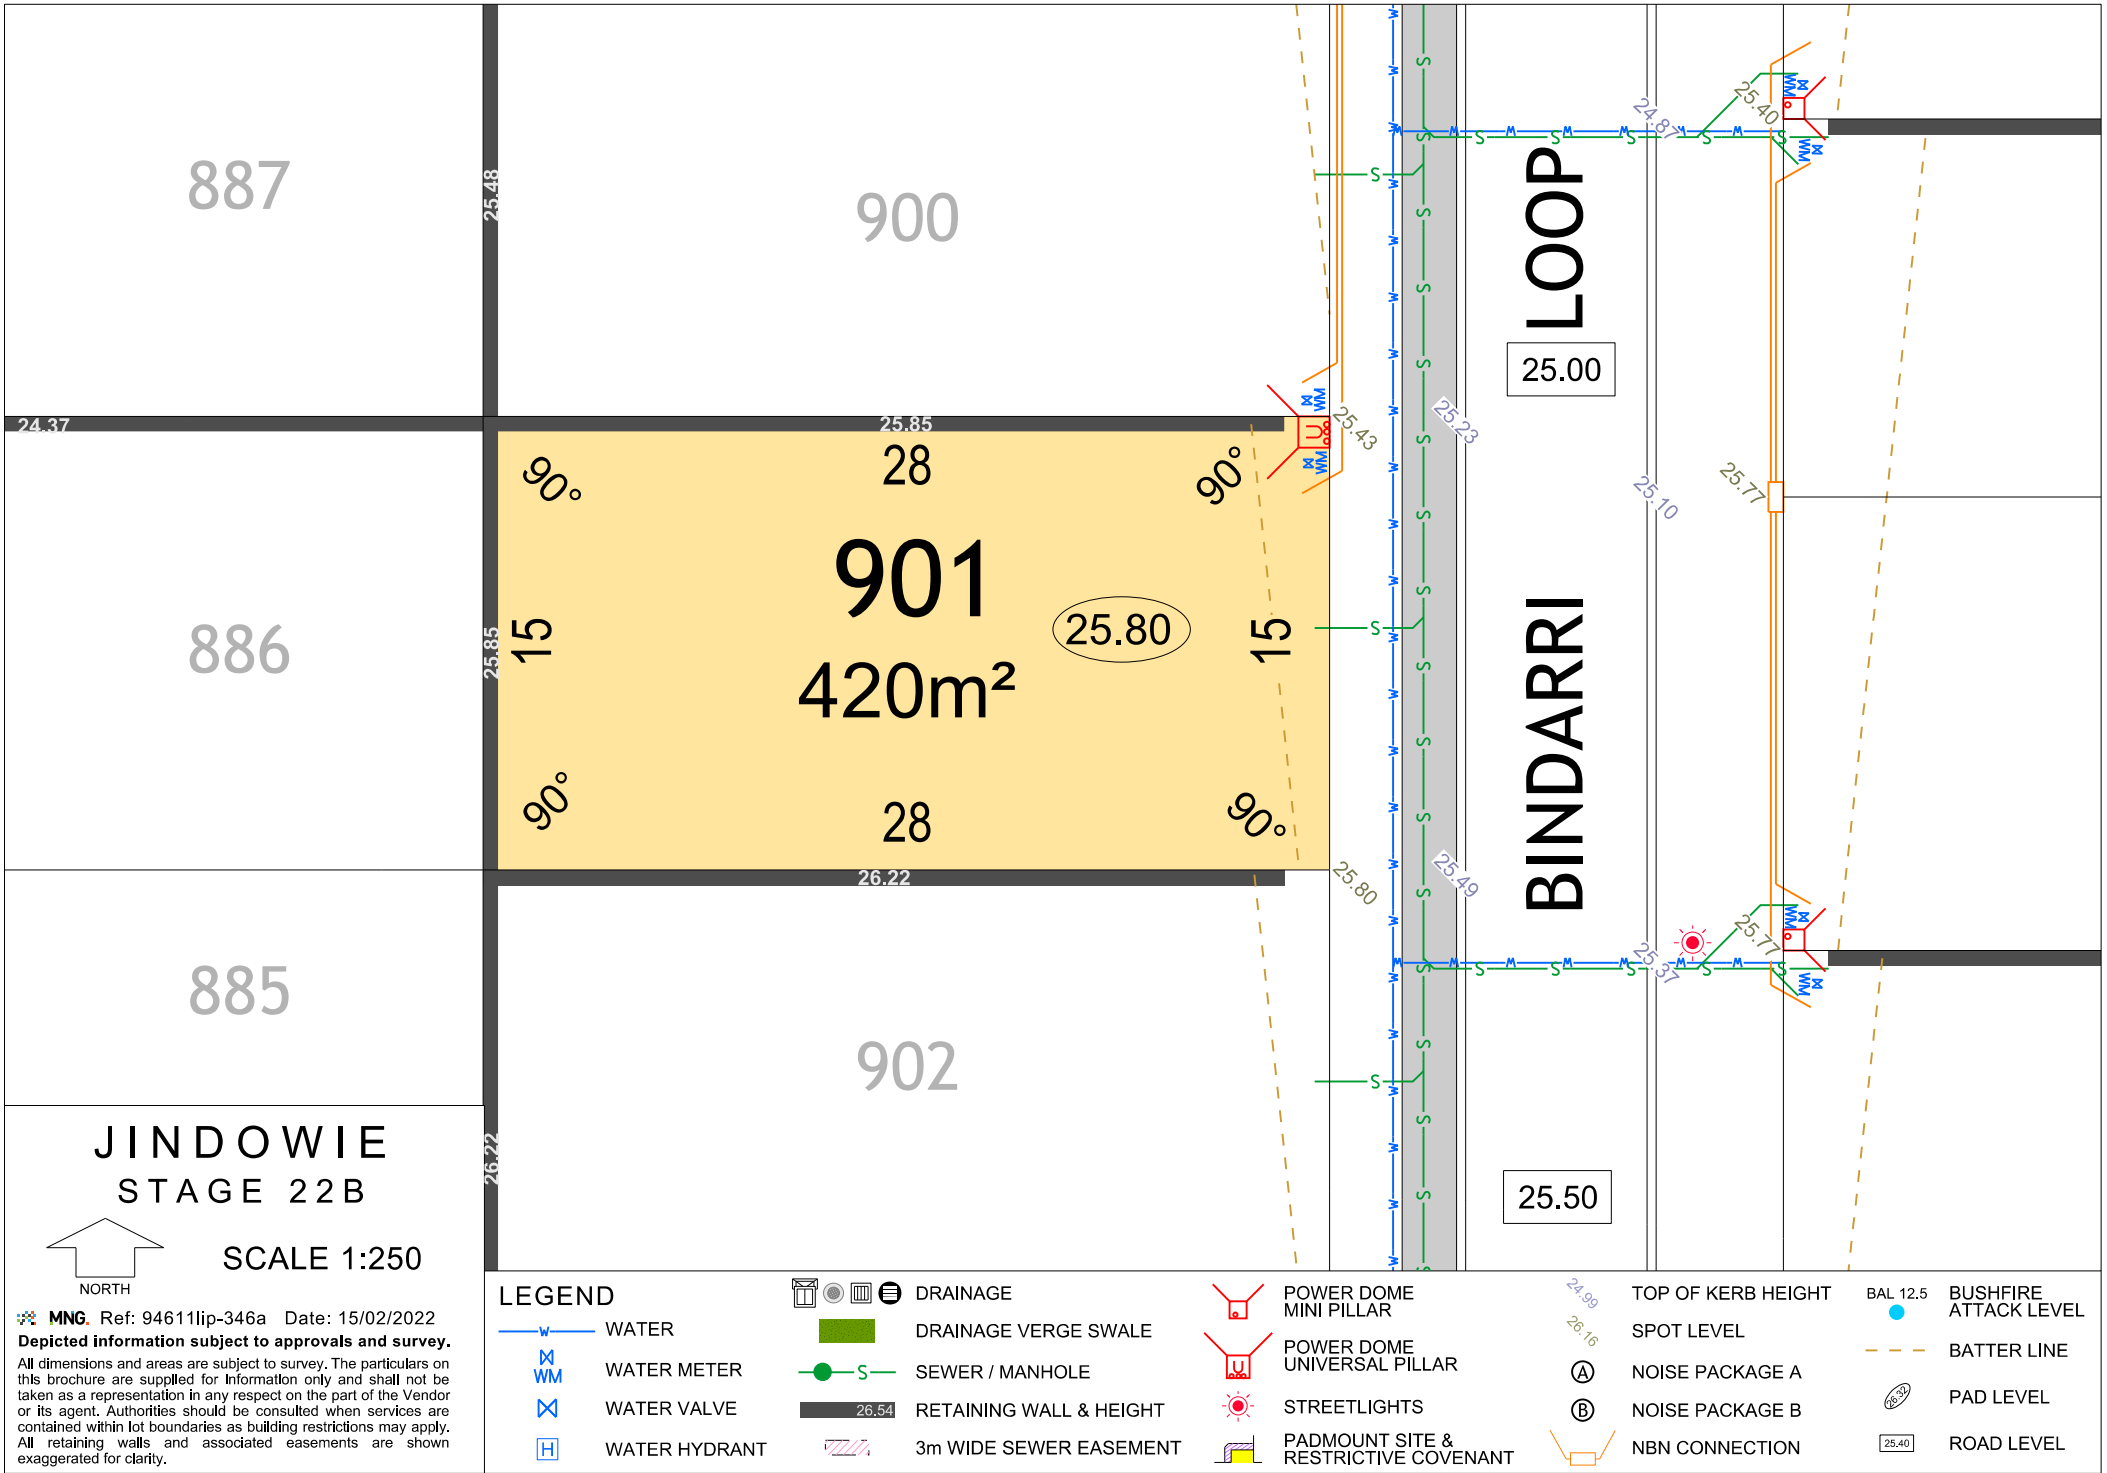 887
900
25.48
24.87
25.40
WM
WM
LOOP
25.00
24.37
25.85
28
90°
90°
WM
WM
25.43
25.23
25.10
25.77
901
25.80
420m²
15
15
25.85
886
90°
90°
28
26.22
25.80
25.49
BINDARRI
25.77
25.37
WM
WM
885
902
26.22
25.50
JINDOWIE
STAGE 22B
SCALE 1:250
NORTH
MNG. Ref: 94611lip-346a Date: 15/02/2022
Depicted information subject to approvals and survey.
All dimensions and areas are subject to survey. The particulars on
this brochure are supplied for information only and shall not be
taken as a representation in any respect on the part of the Vendor
or its agent. Authorities should be consulted when services are
contained within lot boundaries as building restrictions may apply.
All retaining walls and associated easements are shown
exaggerated for clarity.
LEGEND
W WATER
WM WATER METER
WATER VALVE
H WATER HYDRANT
DRAINAGE
DRAINAGE VERGE SWALE
S SEWER / MANHOLE
26.54 RETAINING WALL & HEIGHT
3m WIDE SEWER EASEMENT
POWER DOME
MINI PILLAR
POWER DOME
UNIVERSAL PILLAR
STREETLIGHTS
PADMOUNT SITE &
RESTRICTIVE COVENANT
24.99 TOP OF KERB HEIGHT
26.16 SPOT LEVEL
A NOISE PACKAGE A
B NOISE PACKAGE B
NBN CONNECTION
BAL 12.5 BUSHFIRE
ATTACK LEVEL
BATTER LINE
26.32 PAD LEVEL
25.40 ROAD LEVEL